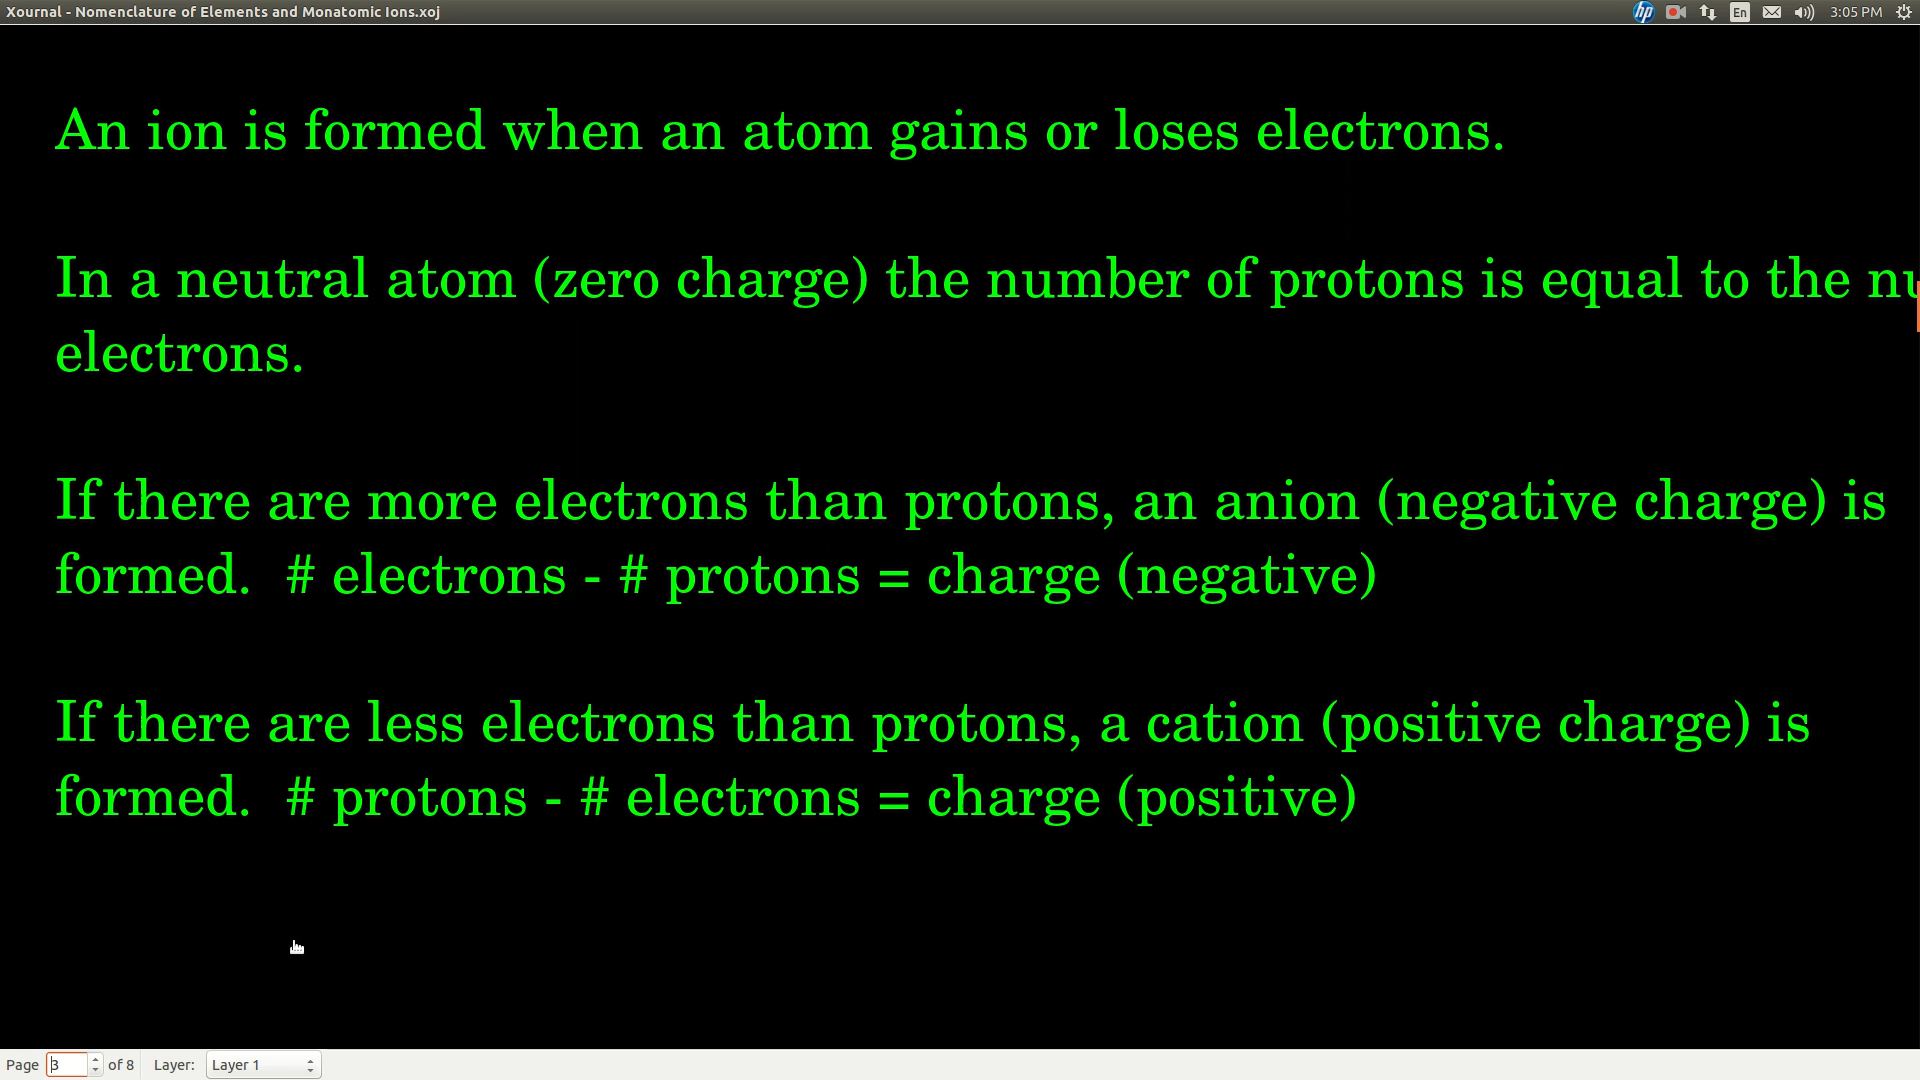 Xournal - Nomenclature of Elements and Monatomic Ions.xoj
hp En 3:05 PM
An ion is formed when an atom gains or loses electrons.
In a neutral atom (zero charge) the number of protons is equal to the nu
electrons.
If there are more electrons than protons, an anion (negative charge) is
formed.  # electrons - # protons = charge (negative)
If there are less electrons than protons, a cation (positive charge) is
formed.  # protons - # electrons = charge (positive)
Page 3 of 8 Layer: Layer 1